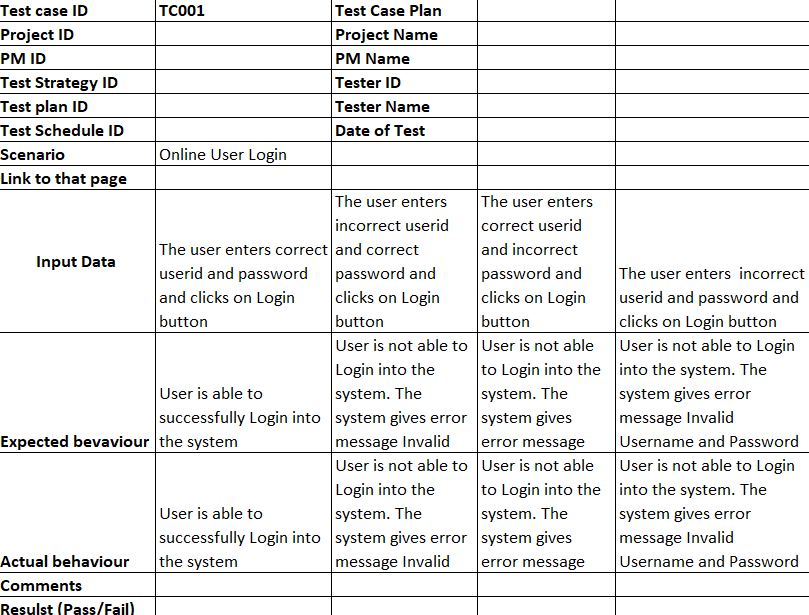 Test case ID TC001 Test Case Plan
Project ID Project Name
PM ID PM Name
Test Strategy ID Tester ID
Test plan ID Tester Name
Test Schedule ID Date of Test
Scenario Online User Login
Link to that page
Input Data
The user enters correct
userid and password
and clicks on Login
button
The user enters
incorrect userid
and correct
password and
clicks on Login
button
The user enters
correct userid
and incorrect
password and
clicks on Login
button
The user enters incorrect
userid and password and
clicks on Login button
Expected bevaviour
User is able to
successfully Login into
the system
User is not able to
Login into the
system. The
system gives error
message Invalid
User is not able
to Login into the
system. The
system gives
error message
User is not able to Login
into the system. The
system gives error
message Invalid
Username and Password
Actual behaviour
User is able to
successfully Login into
the system
User is not able to
Login into the
system. The
system gives error
message Invalid
User is not able
to Login into the
system. The
system gives
error message
User is not able to Login
into the system. The
system gives error
message Invalid
Username and Password
Comments
Resulst (Pass/Fail)